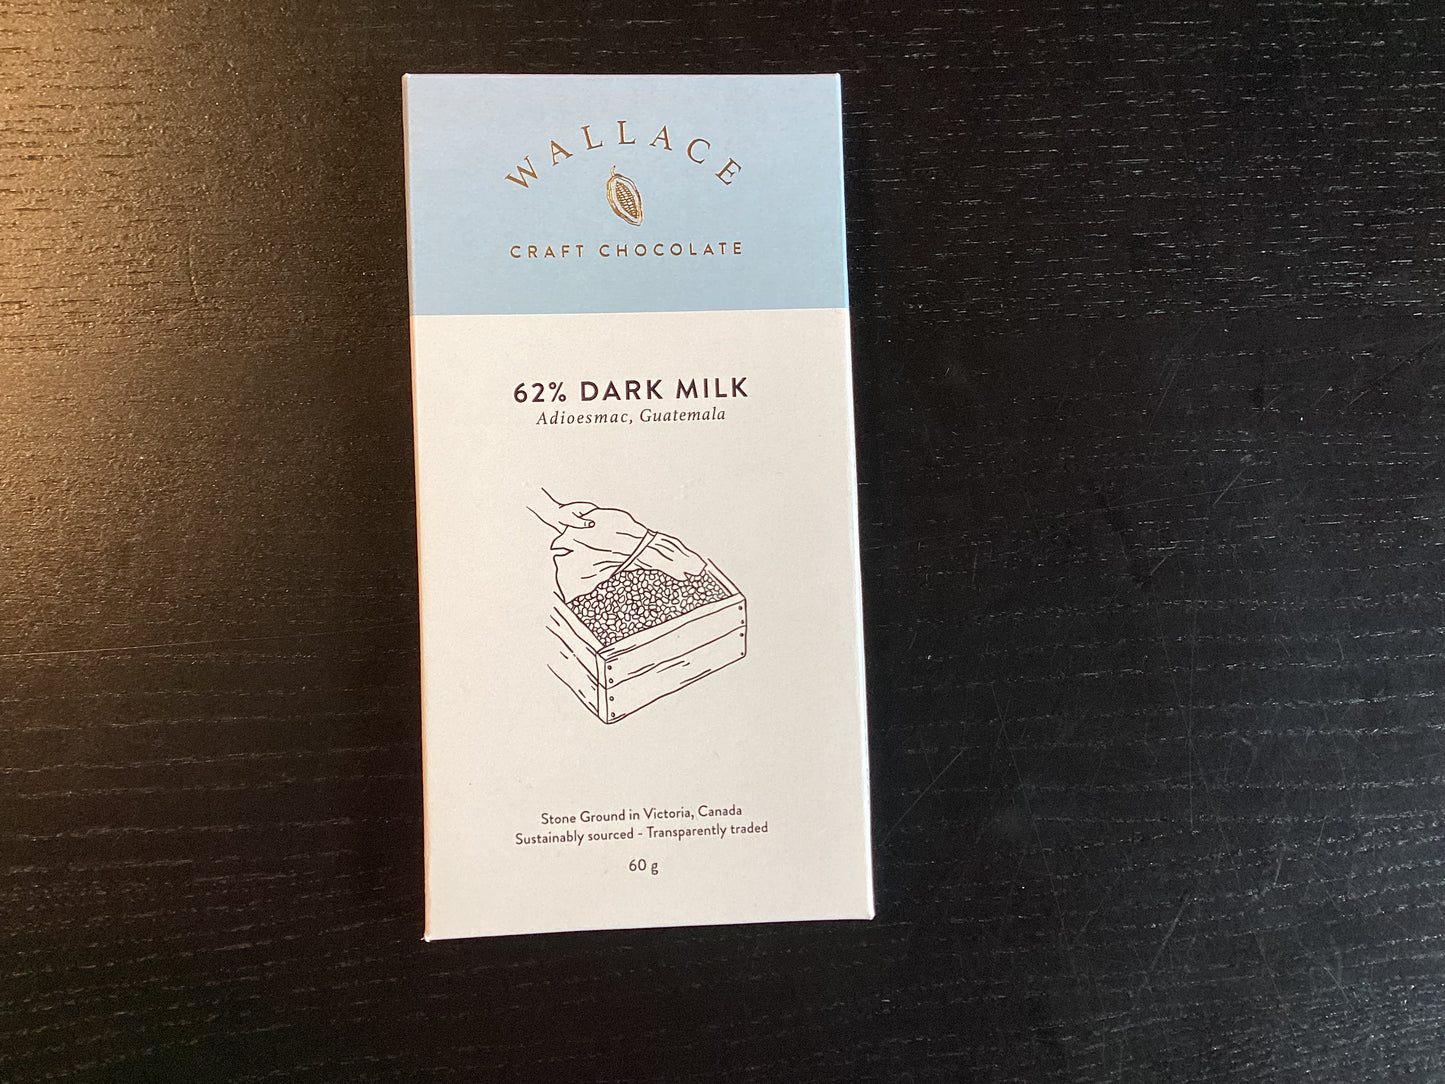 WALLACE
CRAFT CHOCOLATE
62% DARK MILK
Adioesmac, Guatemala
Stone Ground in Victoria, Canada
Sustainably sourced - Transparently traded
60 g